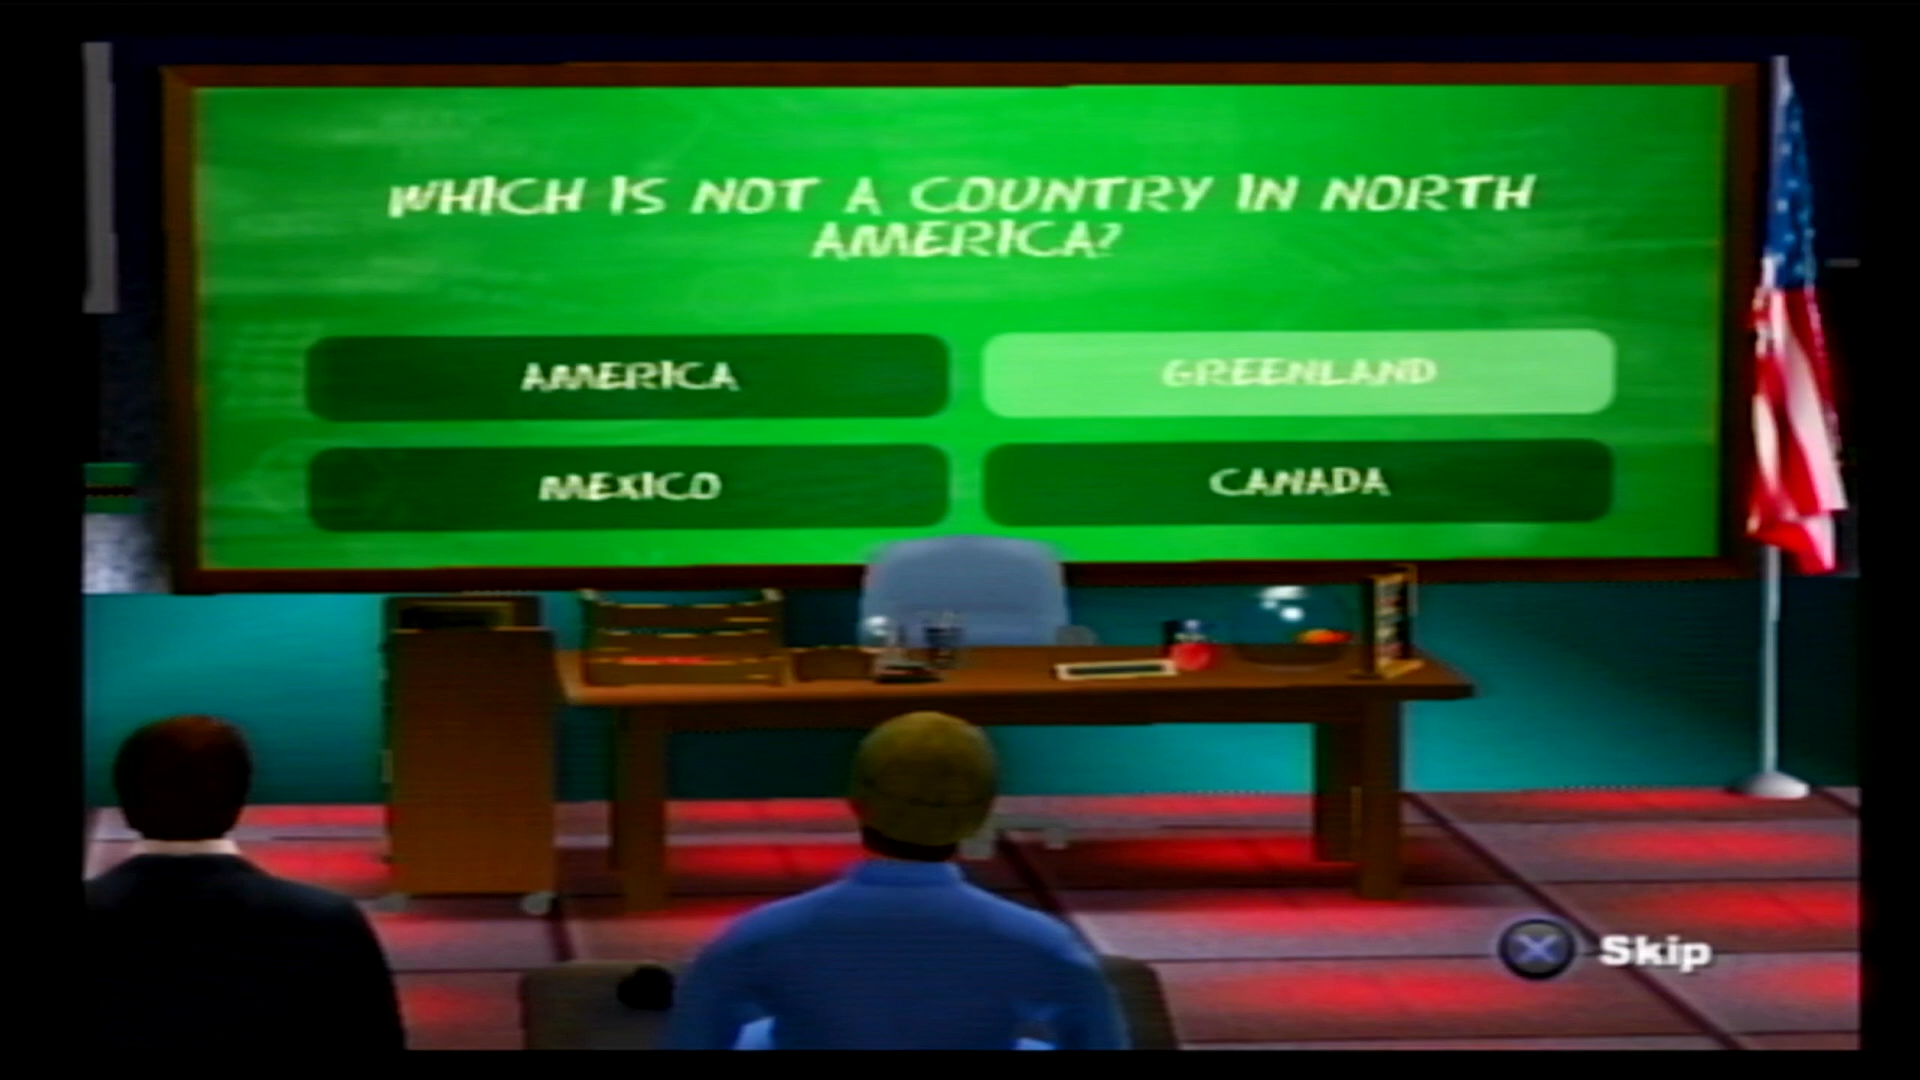 WHICH IS NOT A COUNTRY IN NORTH
AMERICA?
AMERICA
GREENLAND
MEXICO
CANADA
Skip